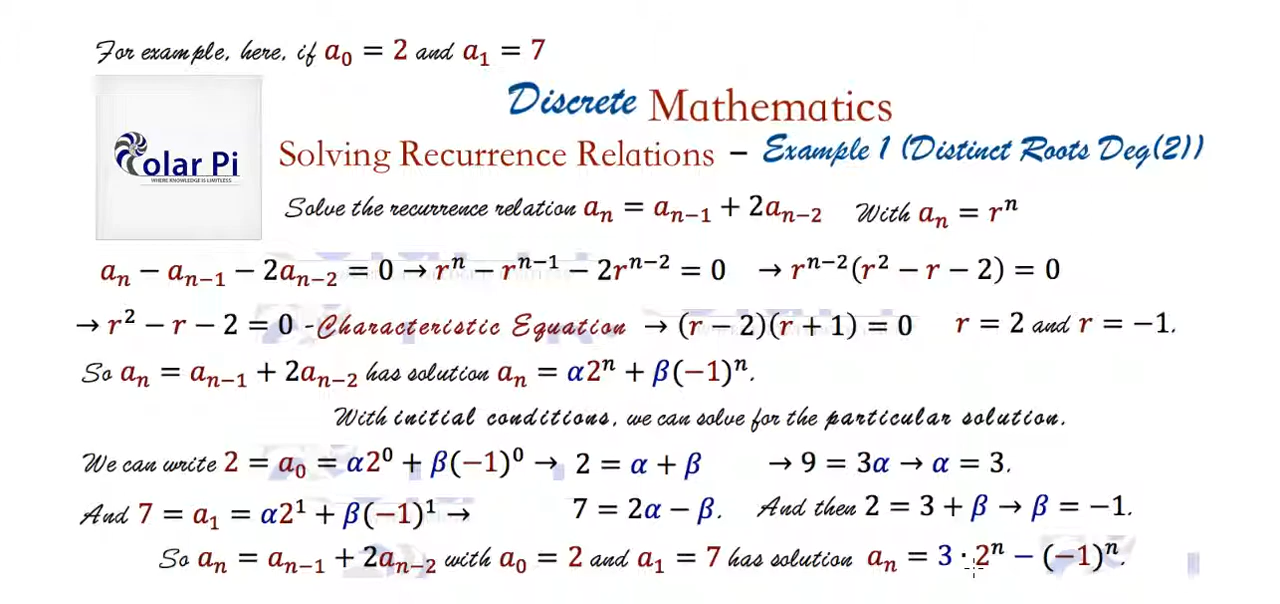 For example, here, if a₀ = 2 and a₁ = 7
Discrete Mathematics
olar Pi
WHERE KNOWLEDGE IS LIMITLESS
Solving Recurrence Relations – Example 1 (Distinct Roots Deg(2))
Solve the recurrence relation aₙ = aₙ₋₁ + 2aₙ₋₂ With aₙ = rⁿ
aₙ − aₙ₋₁ − 2aₙ₋₂ = 0 → rⁿ − rⁿ⁻¹ − 2rⁿ⁻² = 0 → rⁿ⁻²(r² − r − 2) = 0
→ r² − r − 2 = 0 -Characteristic Equation → (r − 2)(r + 1) = 0 r = 2 and r = −1.
So aₙ = aₙ₋₁ + 2aₙ₋₂ has solution aₙ = α2ⁿ + β(−1)ⁿ.
With initial conditions, we can solve for the particular solution.
We can write 2 = a₀ = α2⁰ + β(−1)⁰ → 2 = α + β → 9 = 3α → α = 3.
And 7 = a₁ = α2¹ + β(−1)¹ → 7 = 2α − β. And then 2 = 3 + β → β = −1.
So aₙ = aₙ₋₁ + 2aₙ₋₂ with a₀ = 2 and a₁ = 7 has solution aₙ = 3 · 2ⁿ − (−1)ⁿ.